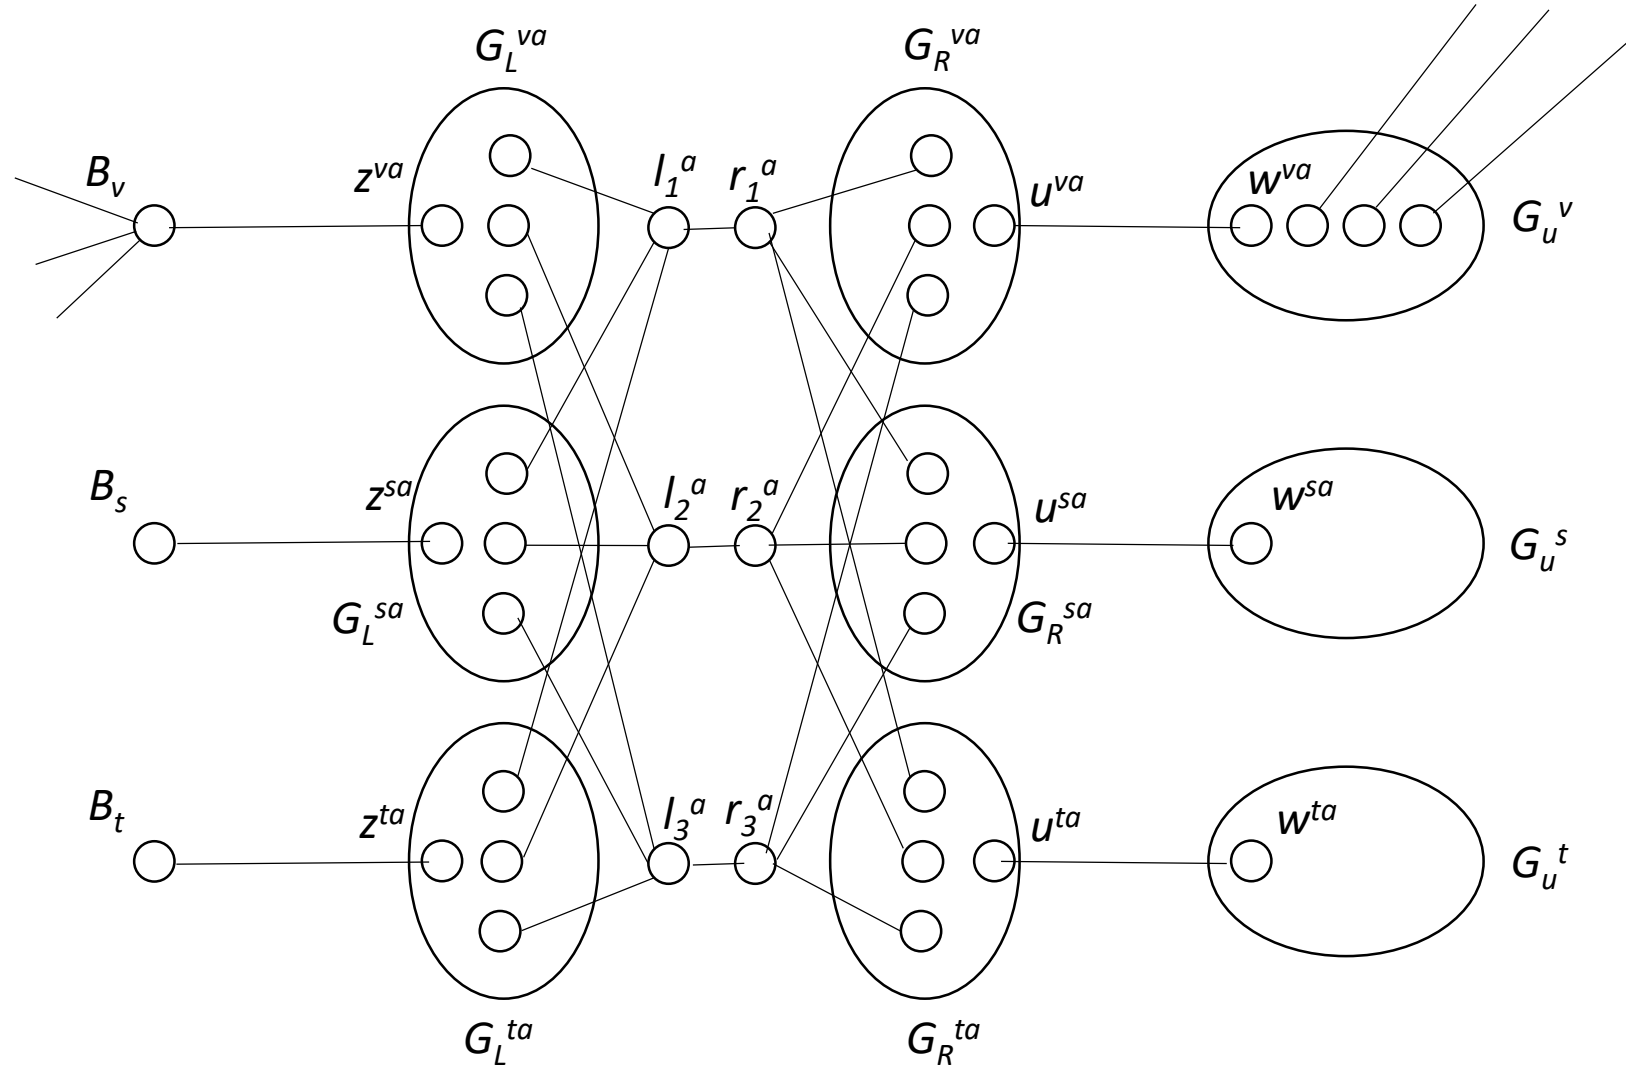 G_L^va
G_R^va
B_v
z^va
l_1^a
r_1^a
u^va
w^va
G_u^v
B_s
z^sa
l_2^a
r_2^a
u^sa
w^sa
G_u^s
G_L^sa
G_R^sa
B_t
z^ta
l_3^a
r_3^a
u^ta
w^ta
G_u^t
G_L^ta
G_R^ta